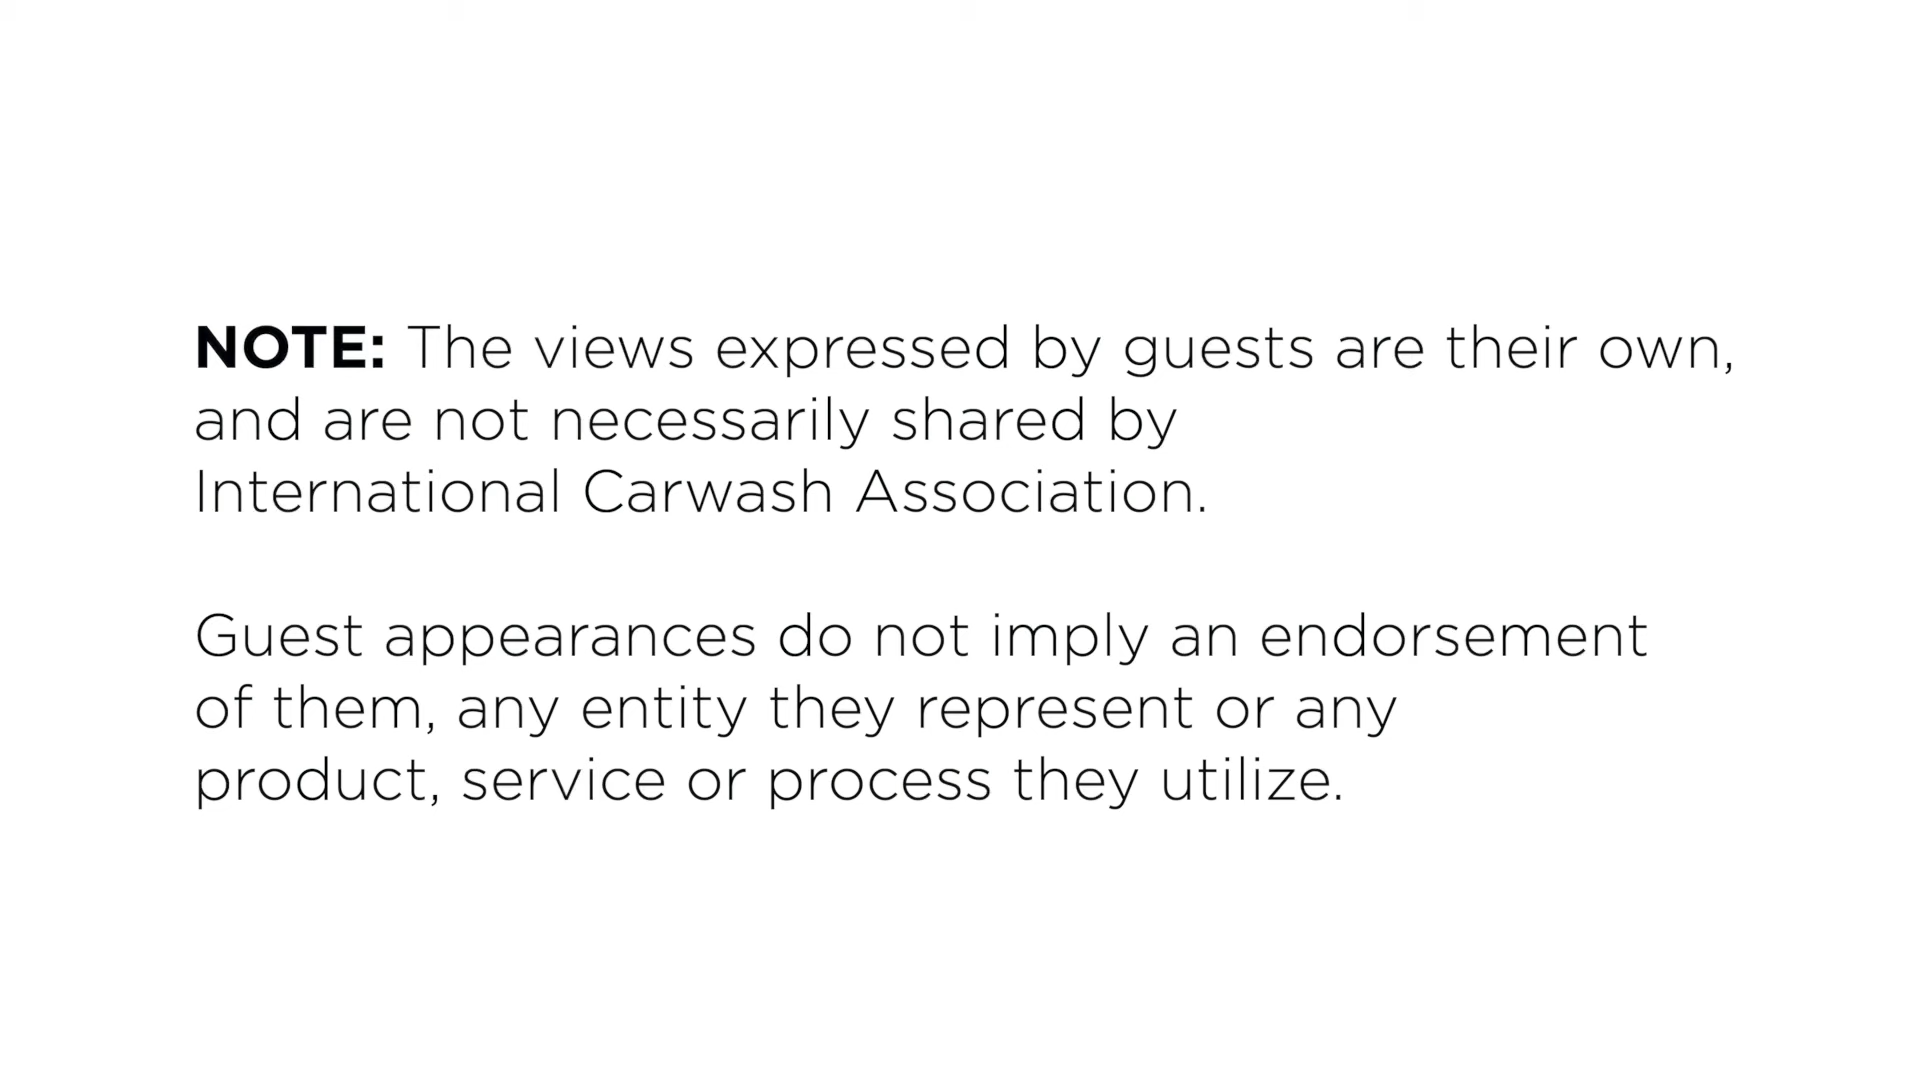 NOTE: The views expressed by guests are their own,
and are not necessarily shared by
International Carwash Association.
Guest appearances do not imply an endorsement
of them, any entity they represent or any
product, service or process they utilize.